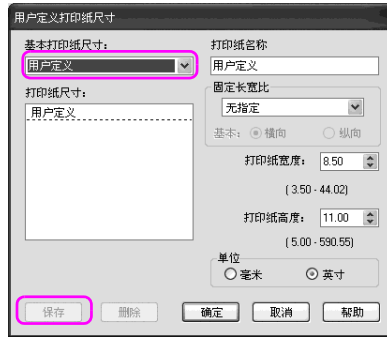 用户定义打印纸尺寸
基本打印纸尺寸：
用户定义
打印纸尺寸：
用户定义
打印纸名称
用户定义
固定长宽比
无指定
基本： 横向 纵向
打印纸宽度： 8.50
(3.50 - 44.02)
打印纸高度： 11.00
(5.00 - 590.55)
单位
毫米 英寸
保存 删除 确定 取消 帮助